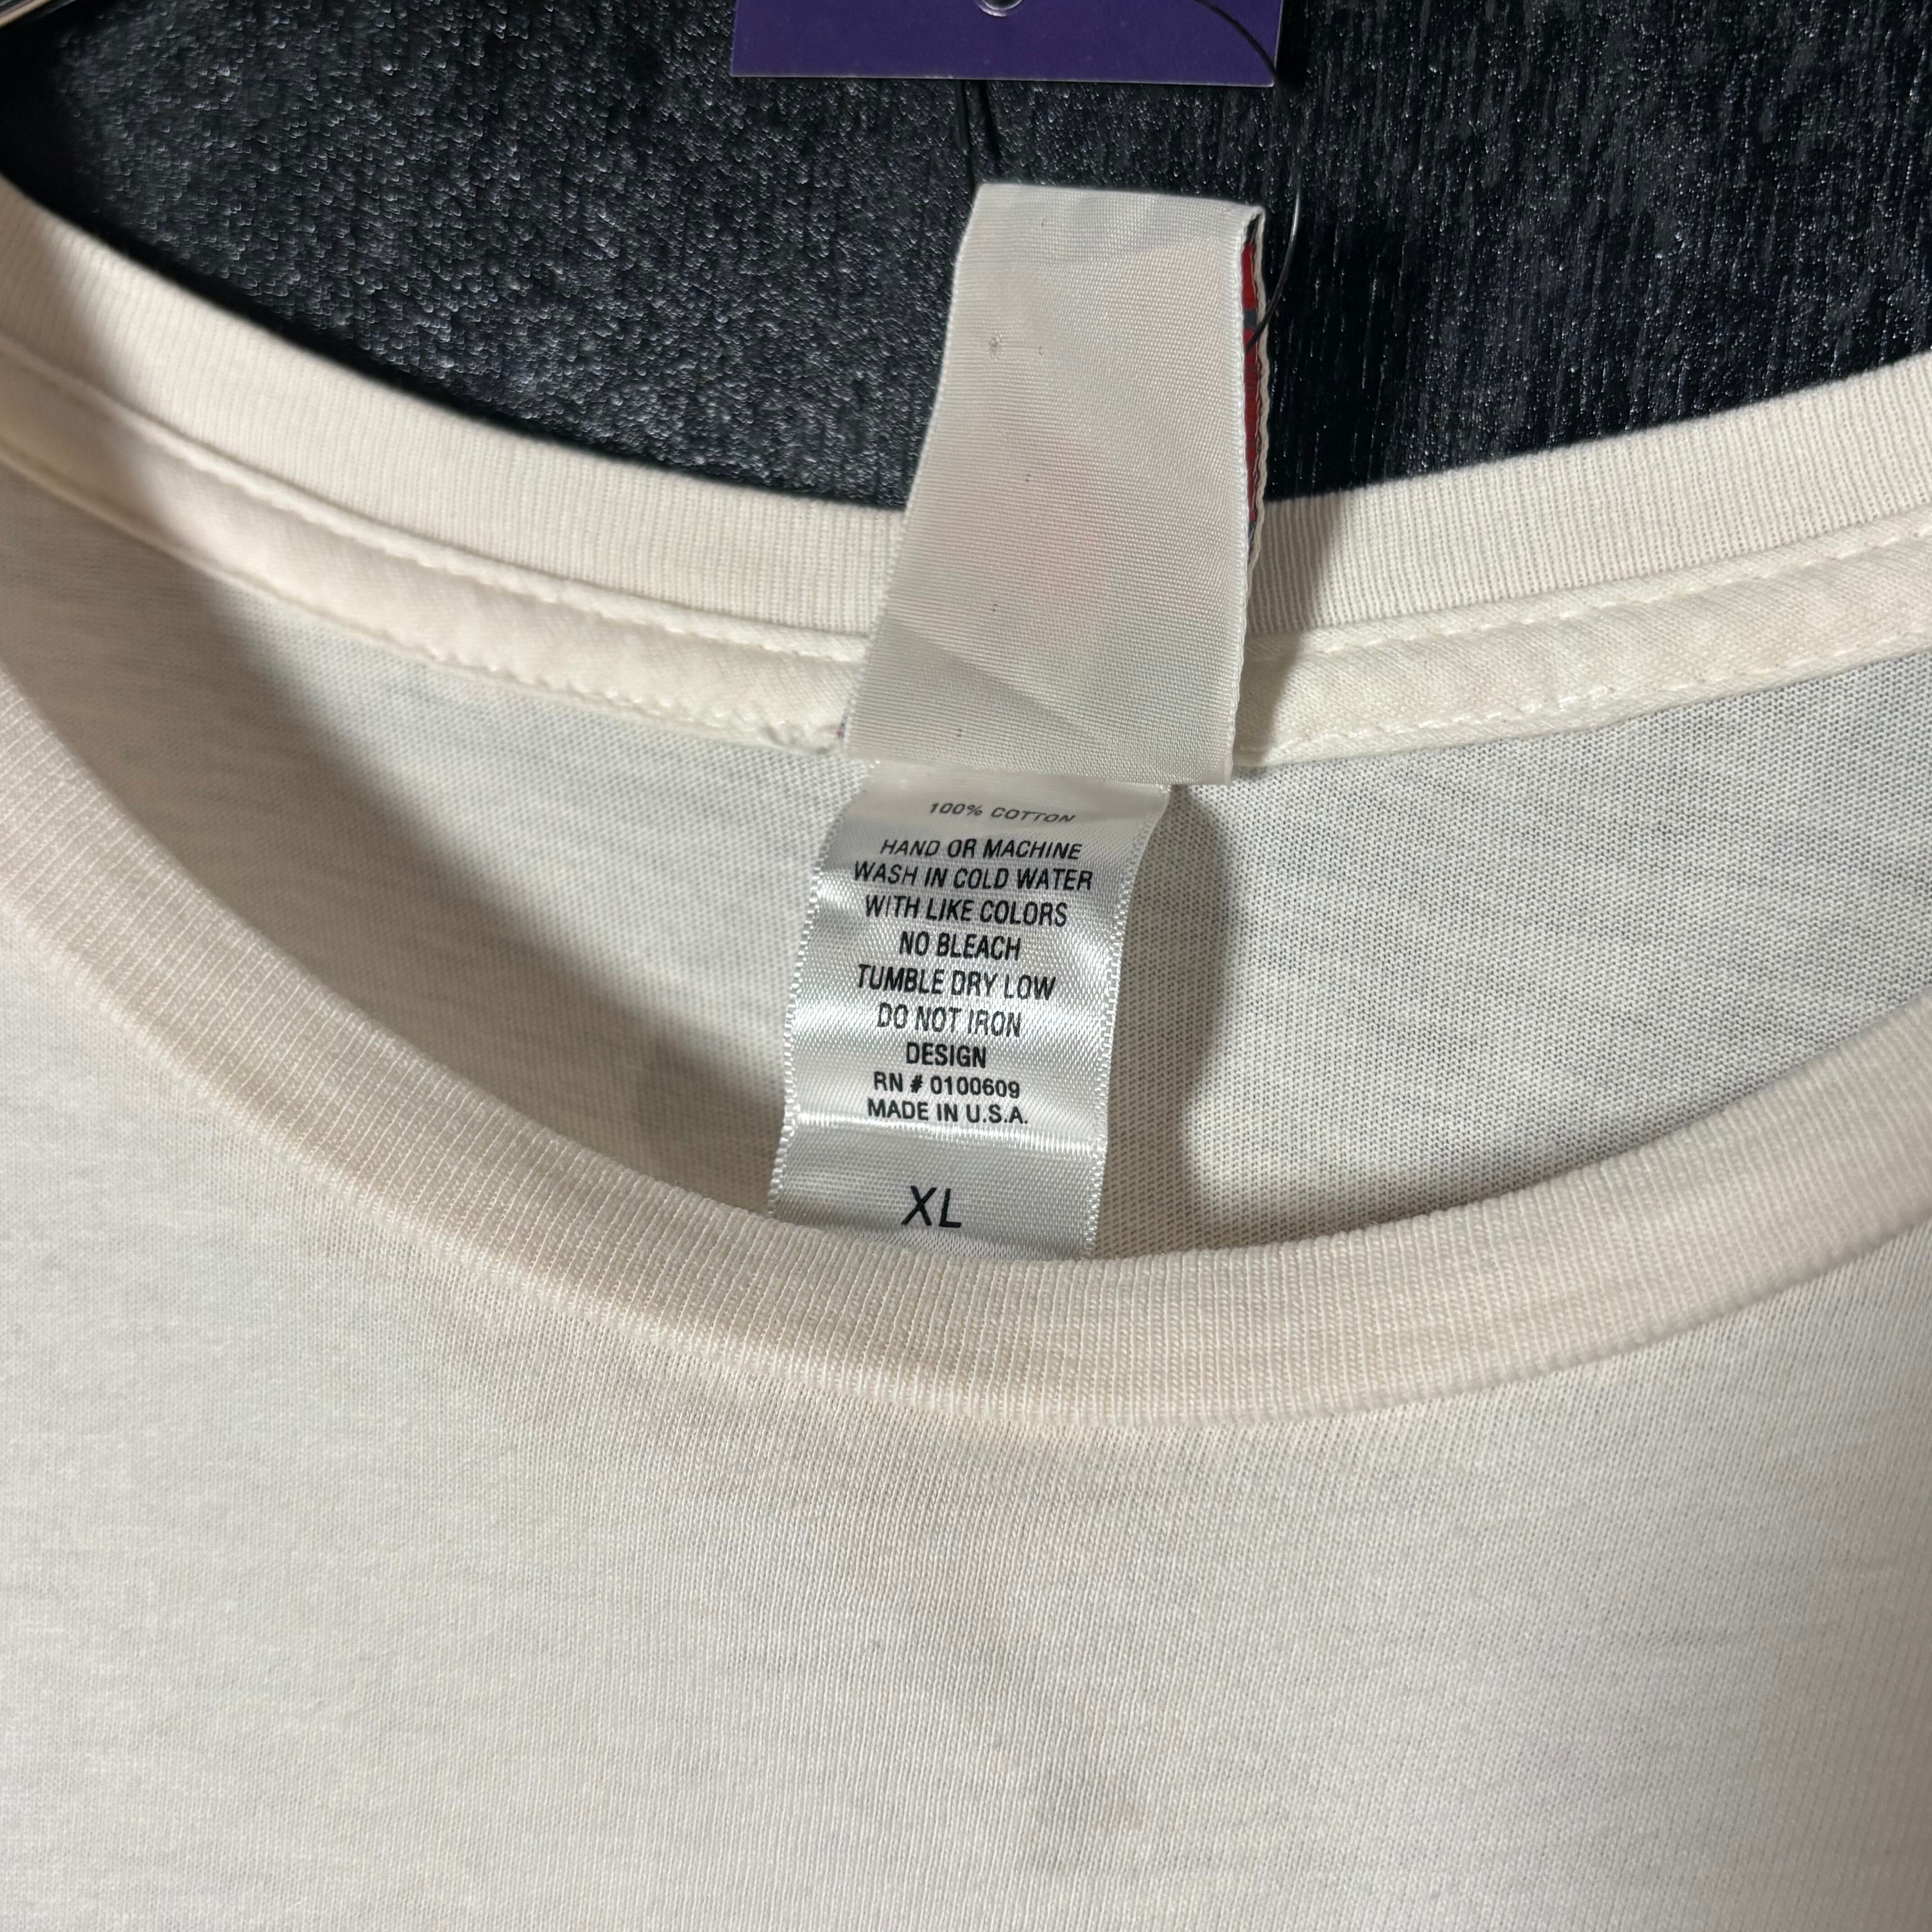 100% COTTON
HAND OR MACHINE
WASH IN COLD WATER
WITH LIKE COLORS
NO BLEACH
TUMBLE DRY LOW
DO NOT IRON
DESIGN
RN # 0100609
MADE IN U.S.A.
XL